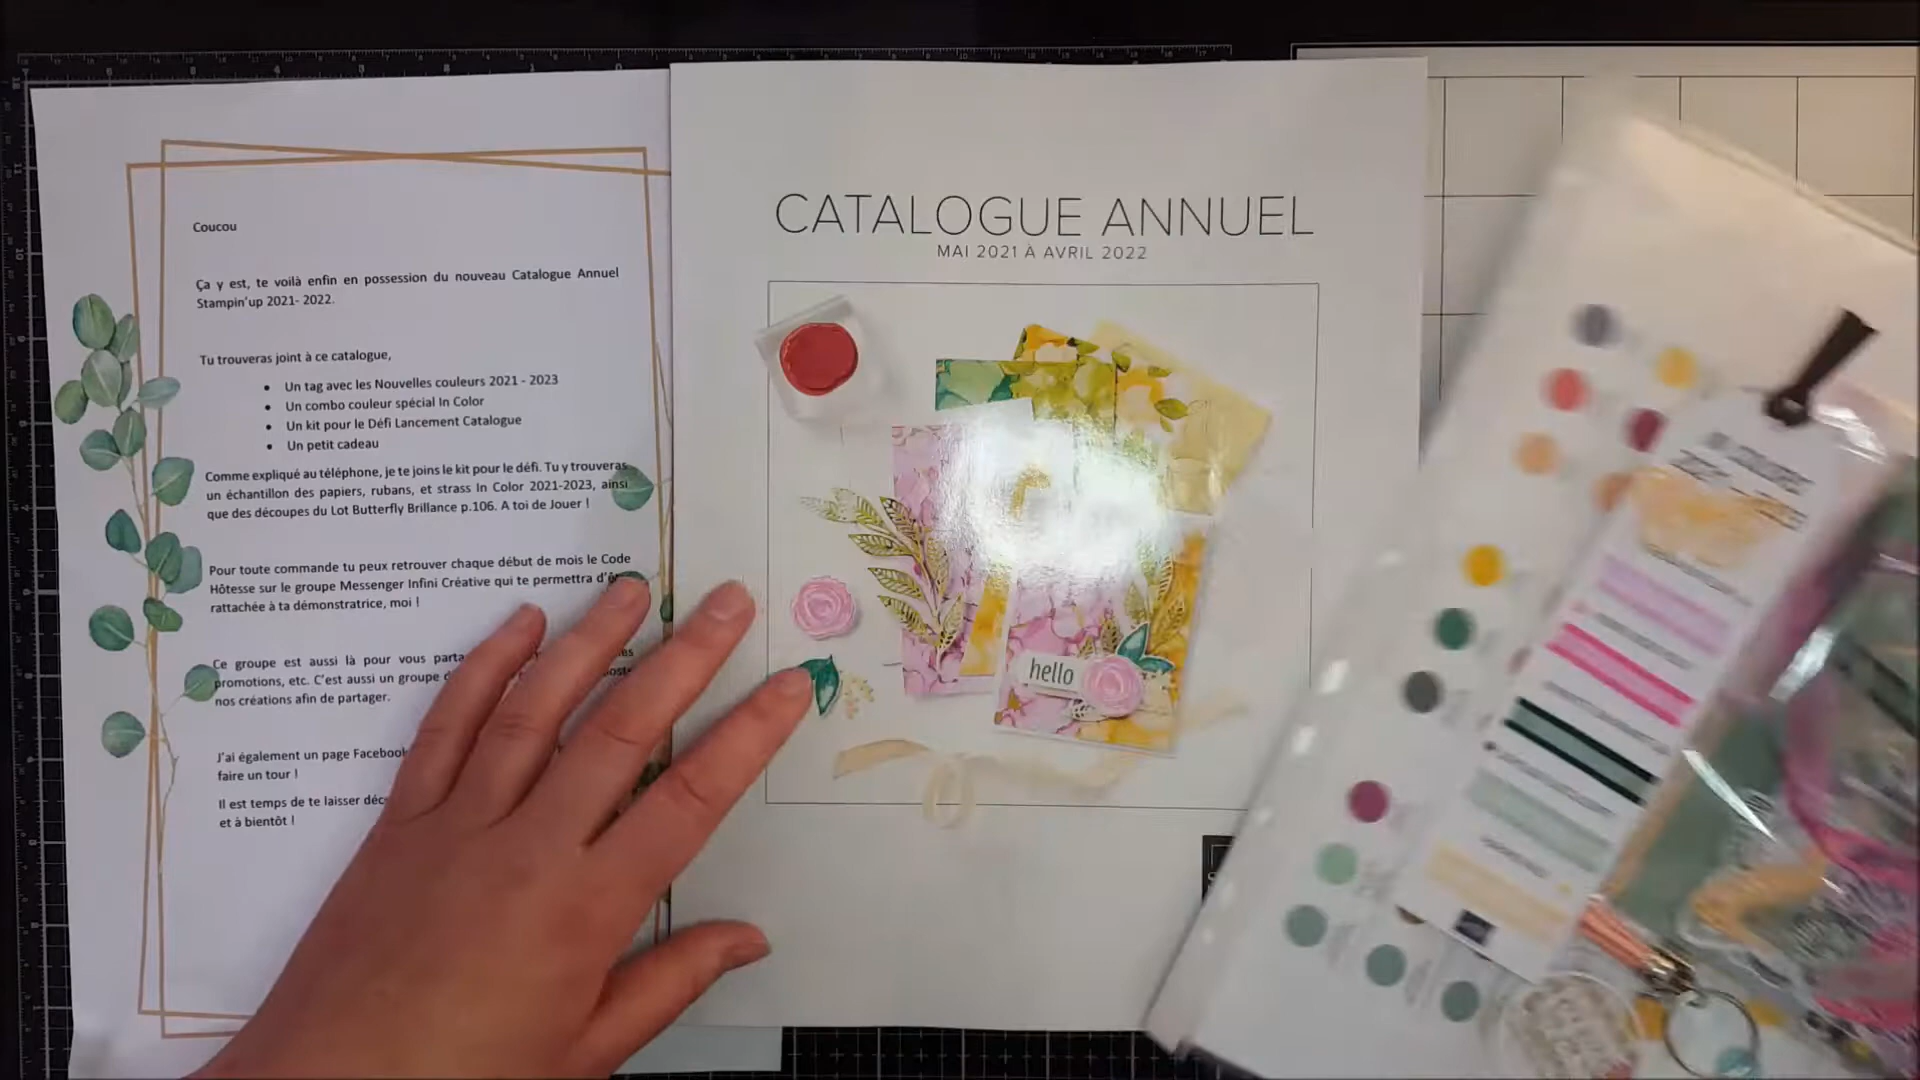 Coucou
Ça y est, te voilà enfin en possession du nouveau Catalogue Annuel
Stampin'up 2021- 2022.
Tu trouveras joint à ce catalogue,
• Un tag avec les Nouvelles couleurs 2021 - 2023
• Un combo couleur spécial In Color
• Un kit pour le Défi Lancement Catalogue
• Un petit cadeau
Comme expliqué au téléphone, je te joins le kit pour le défi. Tu y trouveras
un échantillon des papiers, rubans, et strass In Color 2021-2023, ainsi
que des découpes du Lot Butterfly Brillance p.106. A toi de Jouer !
Pour toute commande tu peux retrouver chaque début de mois le Code
Hôtesse sur le groupe Messenger Infini Créative qui te permettra
rattachée à ta démonstratrice, moi !
Ce groupe est aussi là pour vous
promotions, etc. C'est aussi un groupe
nos créations afin de partager.
J'ai également un page Facebook
faire un tour !
Il est temps de te laisser
et à bientôt !
CATALOGUE ANNUEL
MAI 2021 À AVRIL 2022
hello